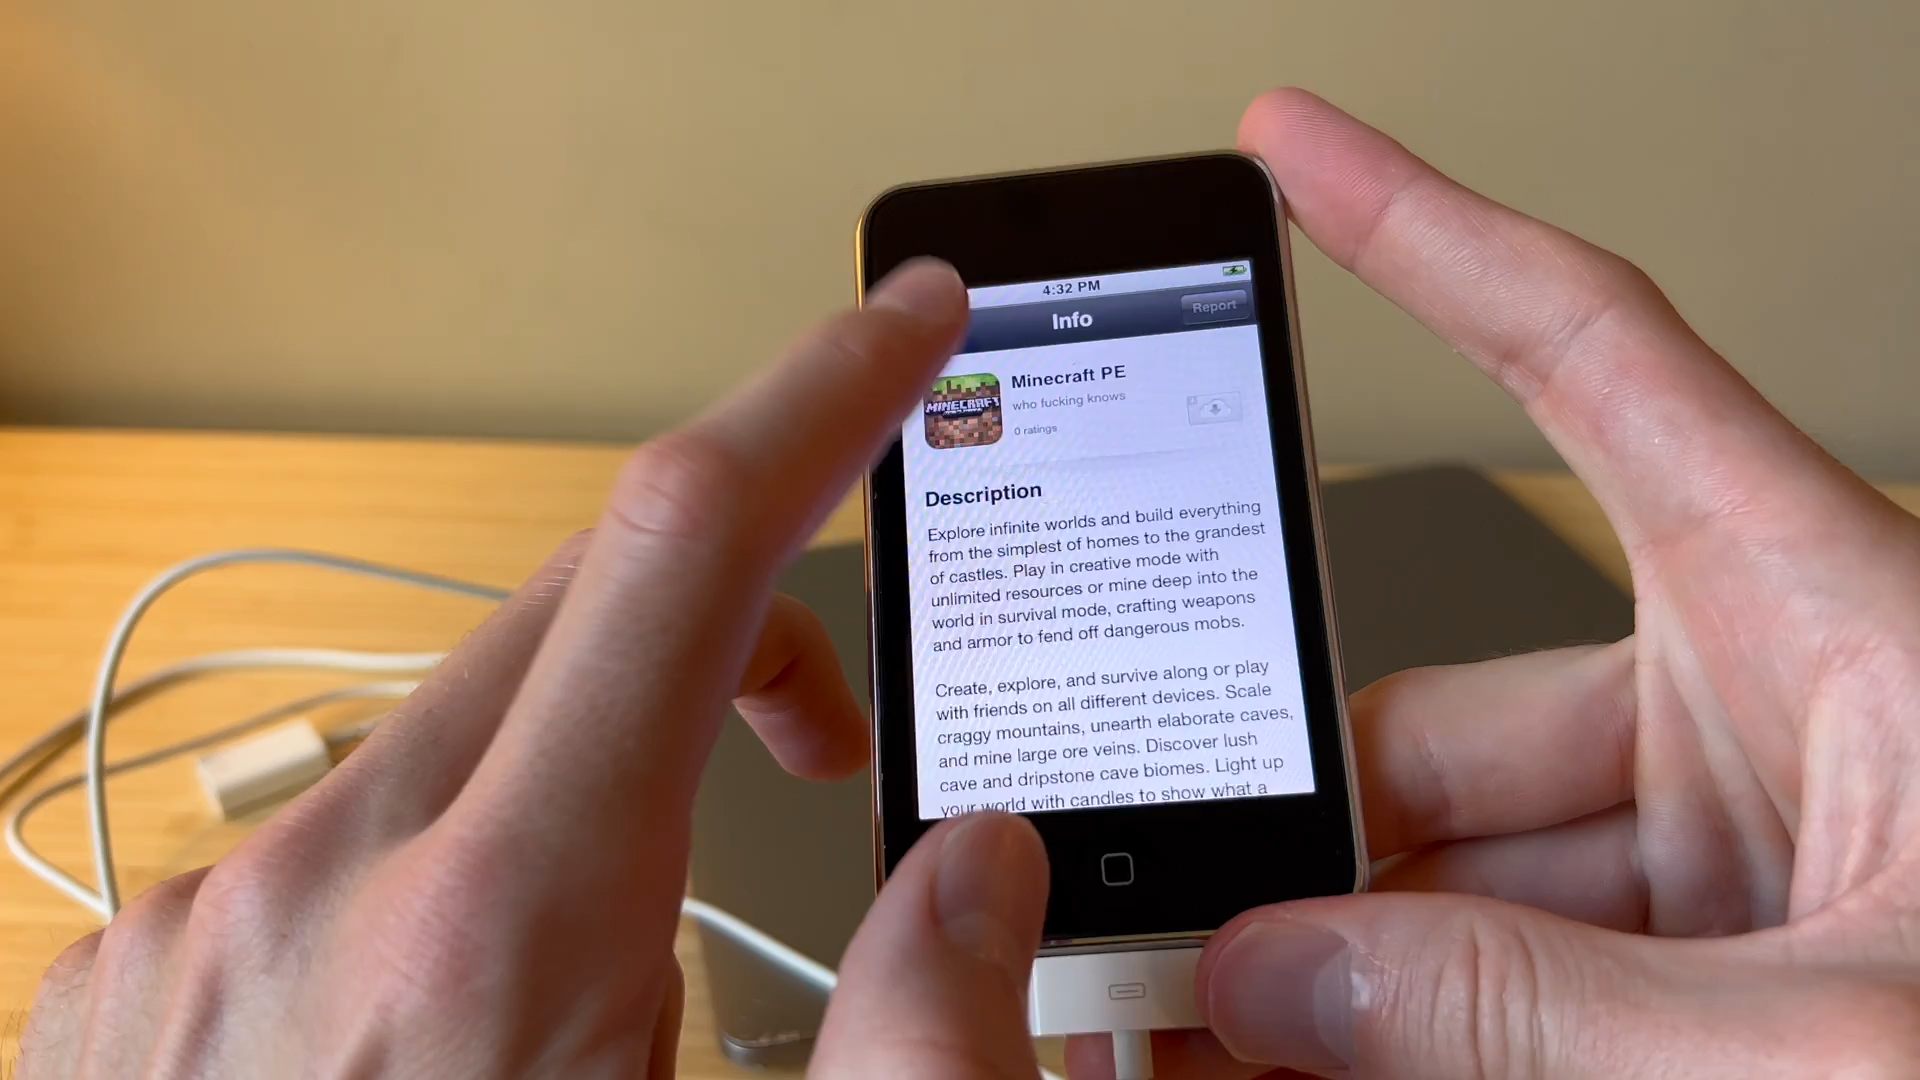 4:32 PM
Info
Report
MINECRAFT
Minecraft PE
who fucking knows
0 ratings
Description
Explore infinite worlds and build everything
from the simplest of homes to the grandest
of castles. Play in creative mode with
unlimited resources or mine deep into the
world in survival mode, crafting weapons
and armor to fend off dangerous mobs.
Create, explore, and survive along or play
with friends on all different devices. Scale
craggy mountains, unearth elaborate caves,
and mine large ore veins. Discover lush
cave and dripstone cave biomes. Light up
your world with candles to show what a